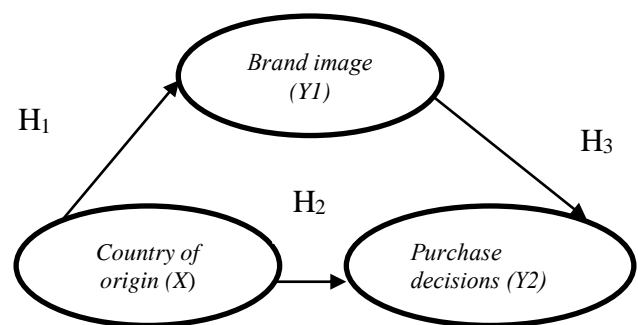 Brand image
(Y1)
H1
H3
H2
Country of
origin (X)
Purchase
decisions (Y2)